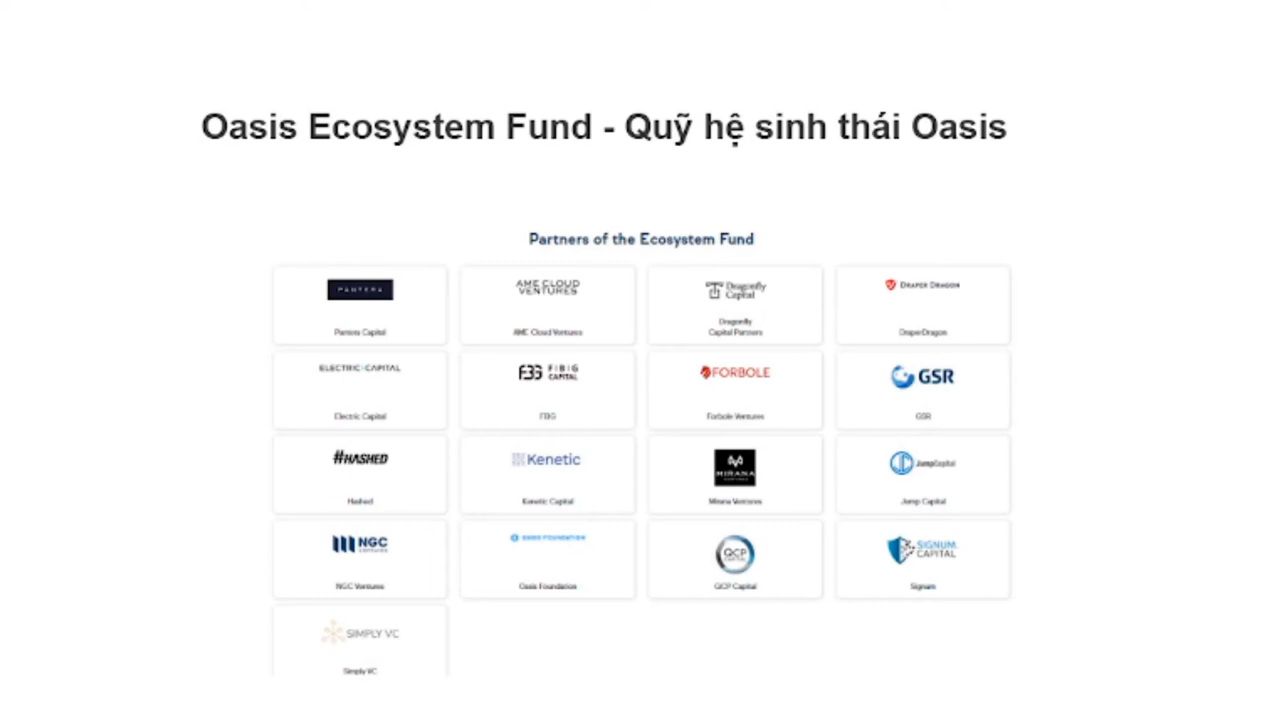 Oasis Ecosystem Fund - Quỹ hệ sinh thái Oasis
Partners of the Ecosystem Fund
PANTERA
Pantera Capital
AME CLOUD
VENTURES
AME Cloud Ventures
Dragonfly
Capital
Dragonfly
Capital Partners
DRAPER DRAGON
DraperDragon
ELECTRIC CAPITAL
Electric Capital
FBG
F|B|G
CAPITAL
FBG
FORBOLE
Forbole Ventures
GSR
GSR
#HASHED
Hashed
Kenetic
Kenetic Capital
MIRANA
Mirana Ventures
JumpCapital
Jump Capital
NGC
VENTURES
NGC Ventures
OASIS FOUNDATION
Oasis Foundation
QCP
CAPITAL
QCP Capital
SIGNUM
CAPITAL
Signum
SIMPLY VC
Simply VC